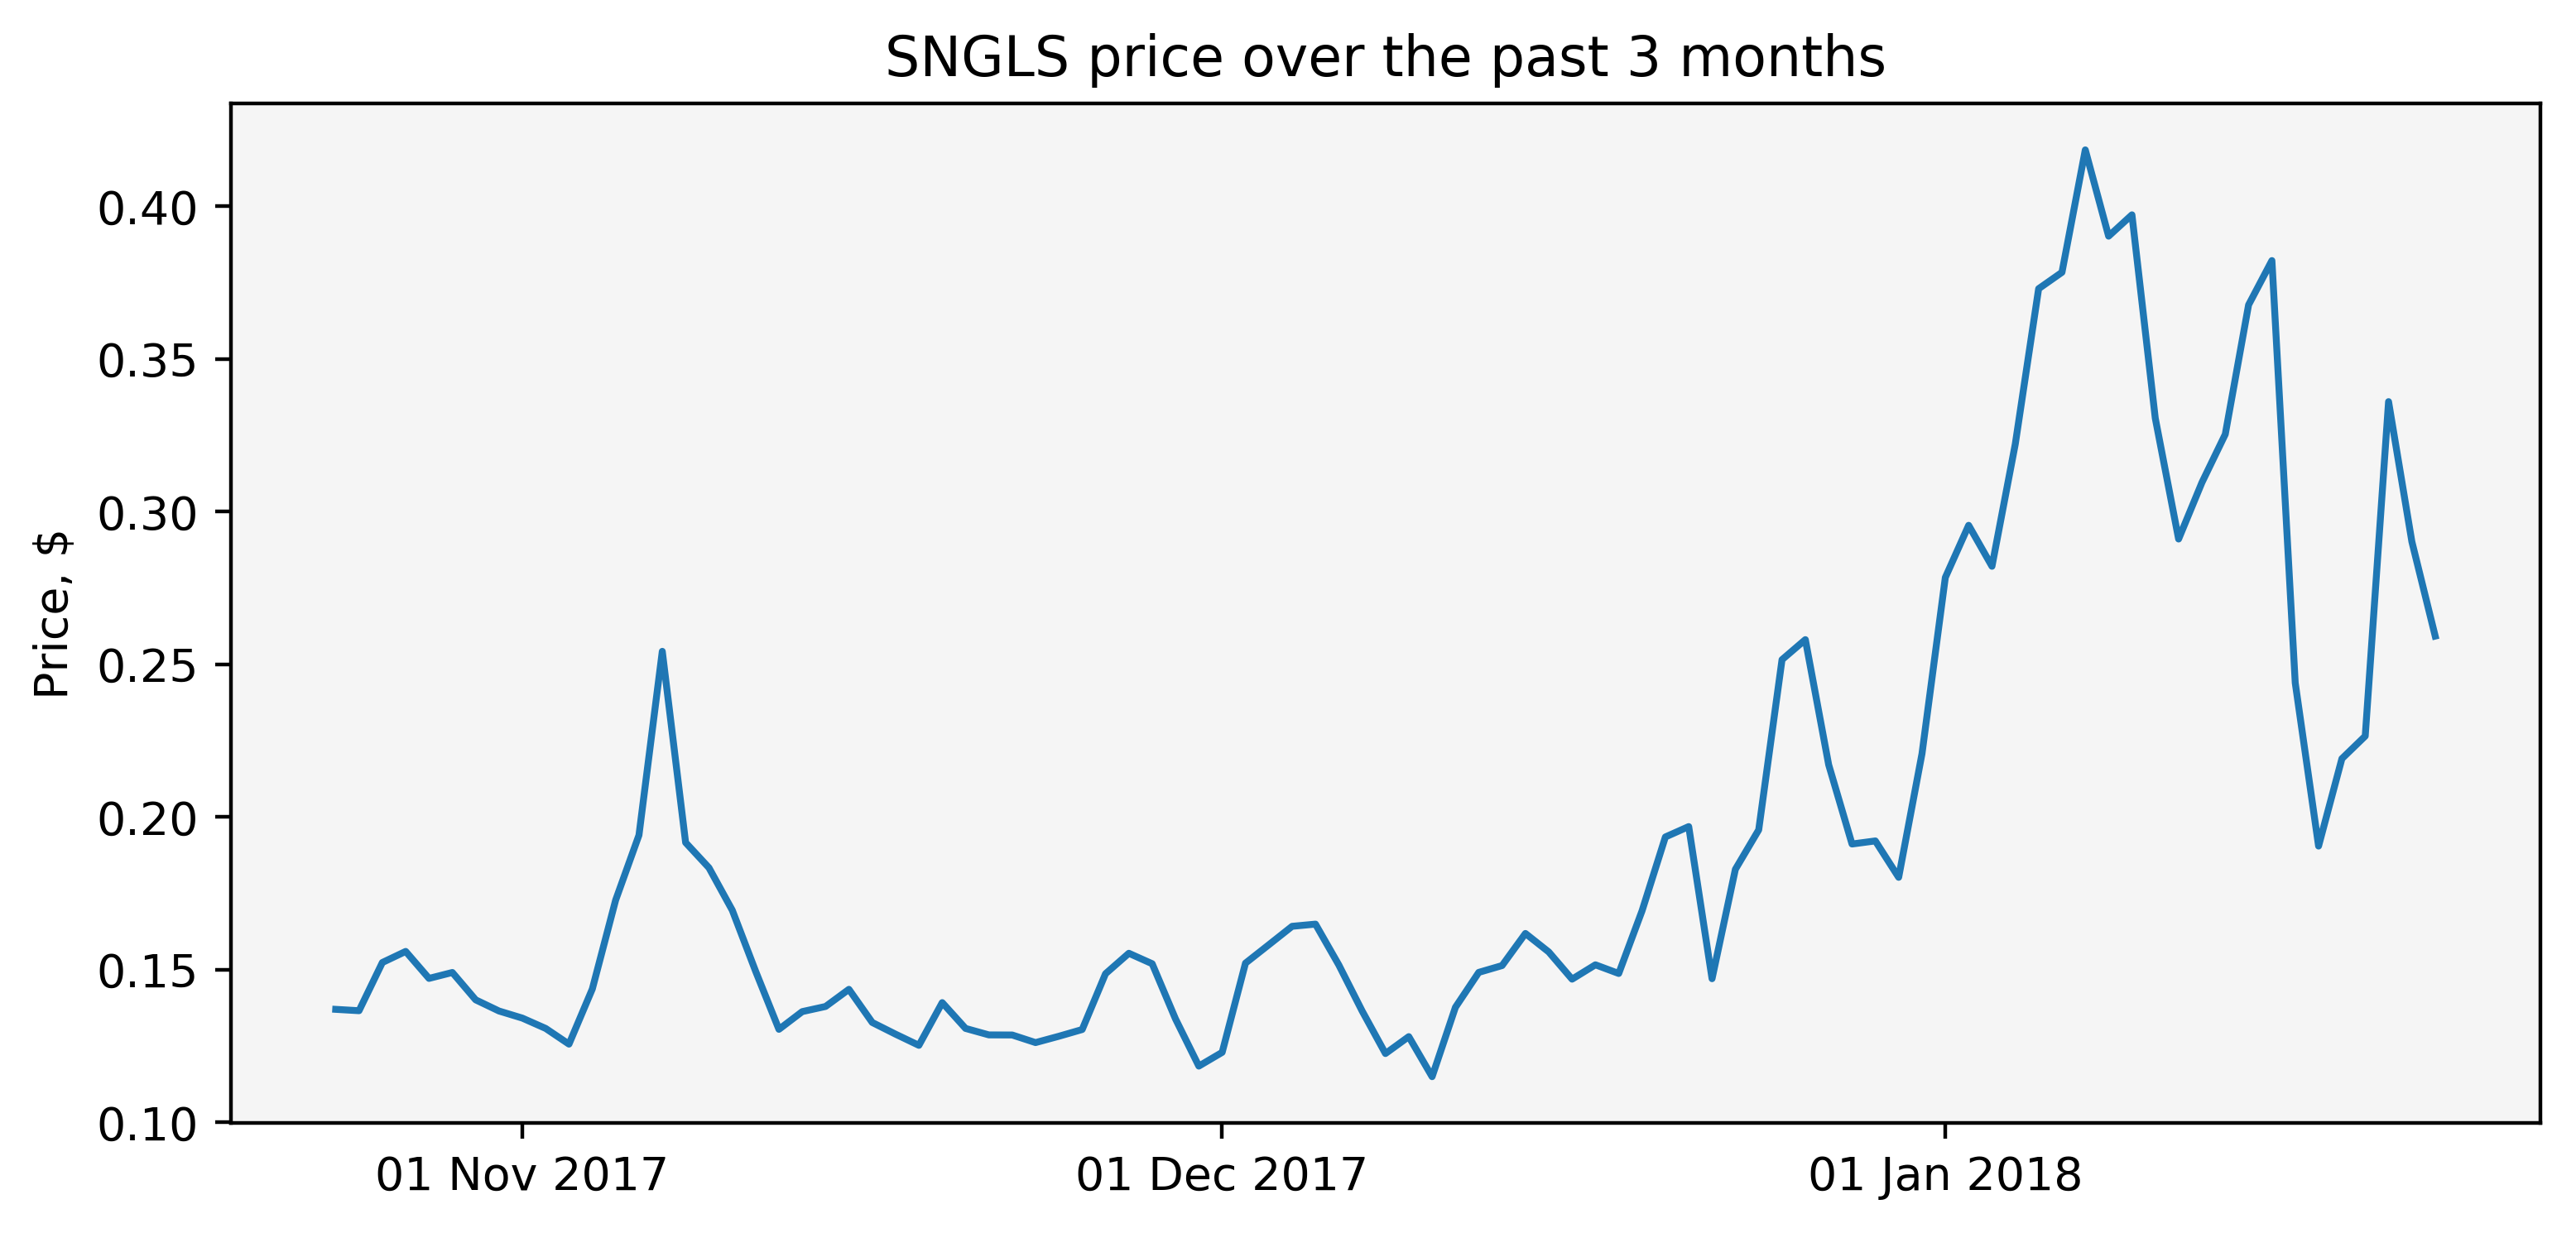 SNGLS price over the past 3 months
Price, $
0.40
0.35
0.30
0.25
0.20
0.15
0.10
01 Nov 2017
01 Dec 2017
01 Jan 2018